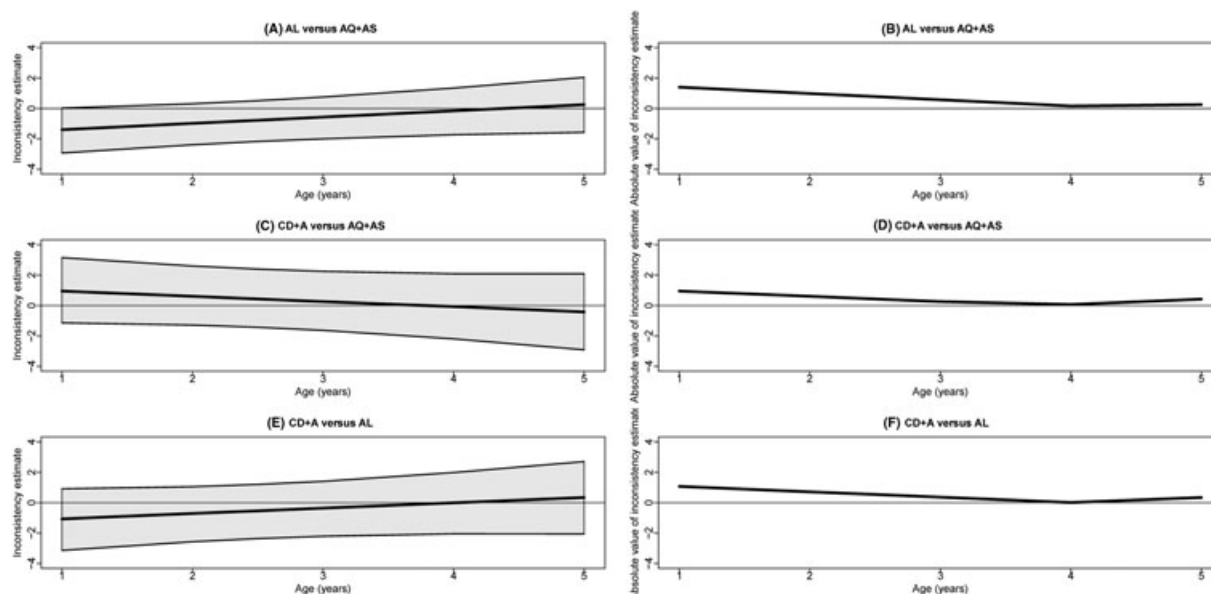 (A) AL versus AQ+AS
Inconsistency estimate
4
2
0
-2
-4
1 2 3 4 5
Age (years)
(B) AL versus AQ+AS
Absolute value of inconsistency estimate
4
2
0
-2
-4
1 2 3 4 5
Age (years)
(C) CD+A versus AQ+AS
Inconsistency estimate
4
2
0
-2
-4
1 2 3 4 5
Age (years)
(D) CD+A versus AQ+AS
Absolute value of inconsistency estimate
4
2
0
-2
-4
1 2 3 4 5
Age (years)
(E) CD+A versus AL
Inconsistency estimate
4
2
0
-2
-4
1 2 3 4 5
Age (years)
(F) CD+A versus AL
Absolute value of inconsistency estimate
4
2
0
-2
-4
1 2 3 4 5
Age (years)